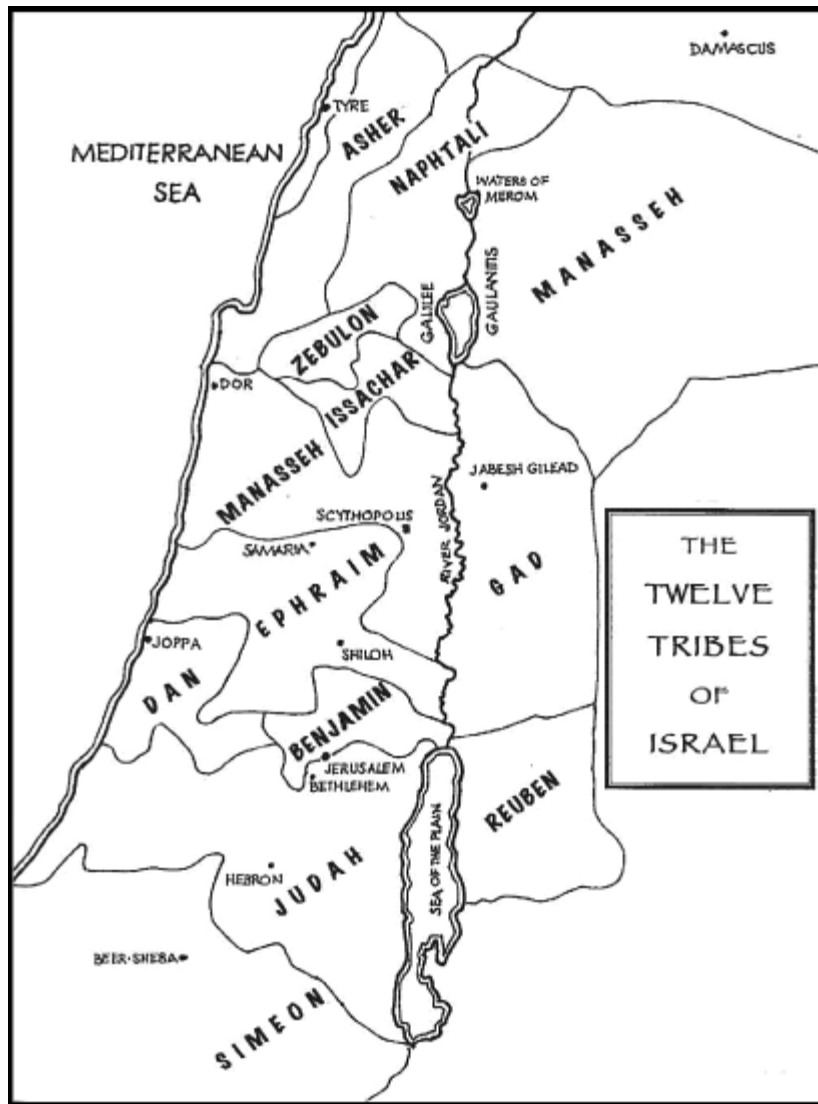 DAMASCUS
TYRE
ASHER
MEDITERRANEAN
SEA
NAPHTALI
WATERS OF
MEROM
MANASSEH
GALILEE
GAULANITIS
ZEBULON
ISSACHAR
DOR
MANASSEH
JABESH GILEAD
SCYTHOPOLIS
SAMARIA
RIVER JORDAN
EPHRAIM
GAD
THE
TWELVE
TRIBES
OF
ISRAEL
JOPPA
SHILOH
DAN
BENJAMIN
JERUSALEM
BETHLEHEM
REUBEN
SEA OF THE PLAIN
HEBRON
JUDAH
BEER-SHEBA
SIMEON